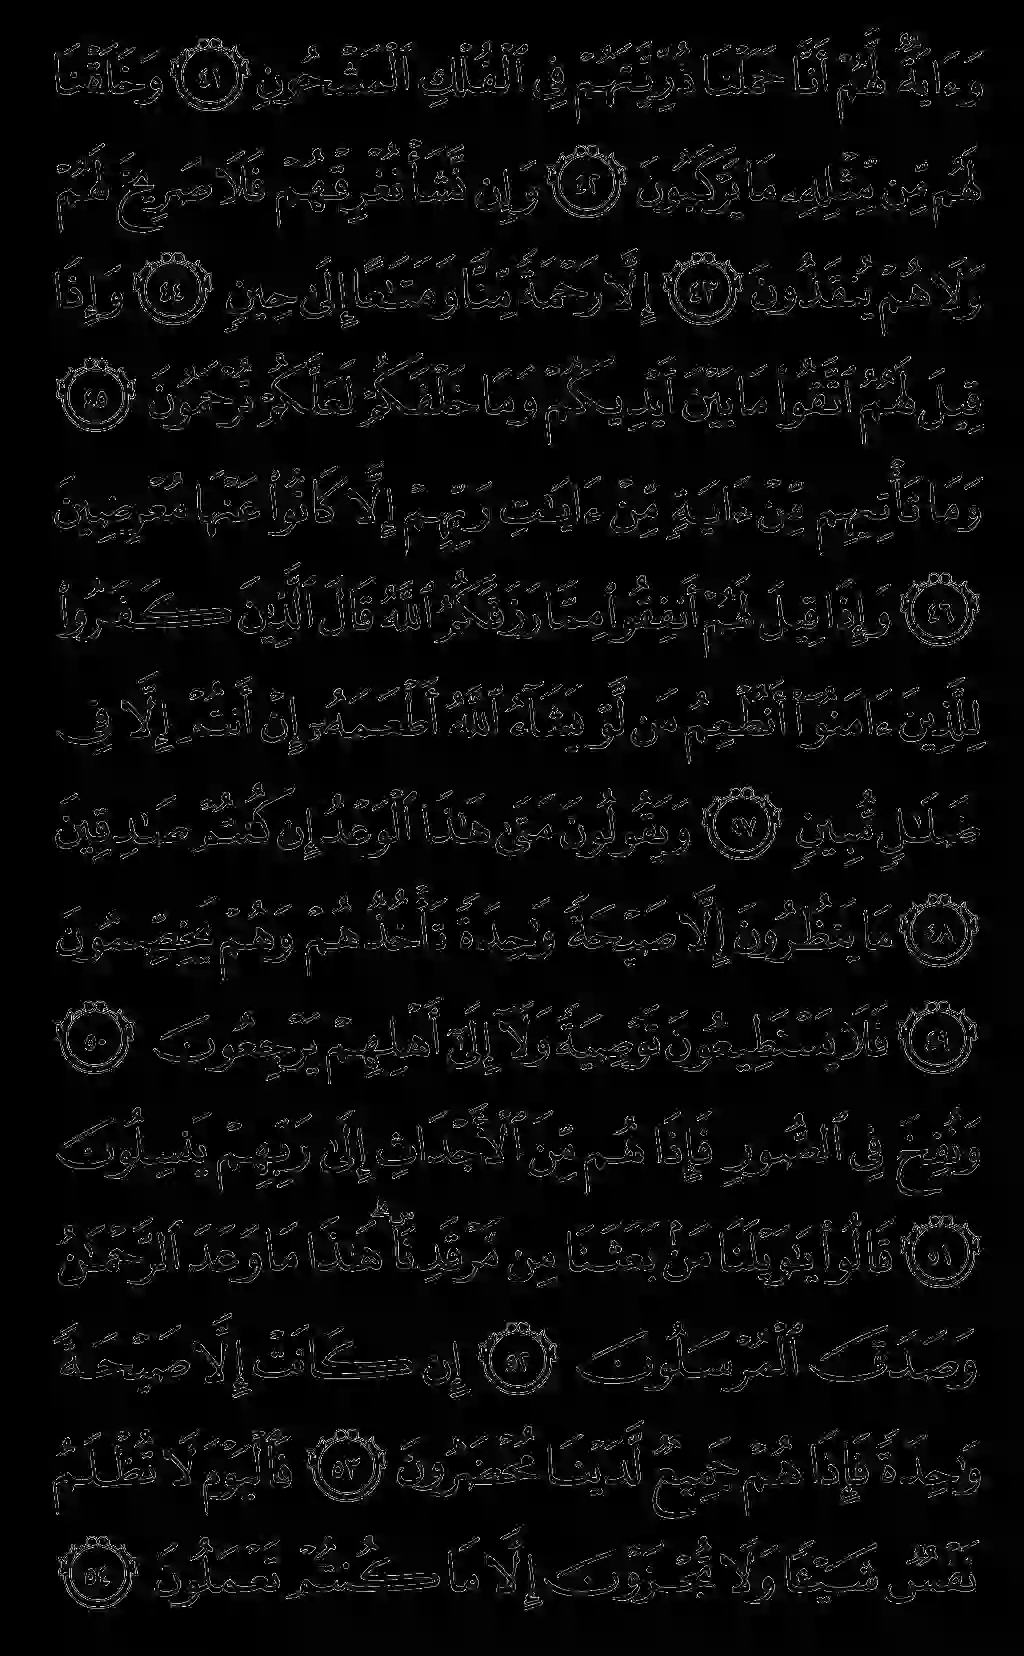 وَءَايَةٌ لَّهُمْ أَنَّا حَمَلْنَا ذُرِّيَّتَهُمْ فِي ٱلْفُلْكِ ٱلْمَشْحُونِ ٤١ وَخَلَقْنَا
لَهُم مِّن مِّثْلِهِۦ مَا يَرْكَبُونَ ٤٢ وَإِن نَّشَأْ نُغْرِقْهُمْ فَلَا صَرِيخَ لَهُمْ
وَلَا هُمْ يُنقَذُونَ ٤٣ إِلَّا رَحْمَةً مِّنَّا وَمَتَٰعًا إِلَىٰ حِينٍ ٤٤ وَإِذَا
قِيلَ لَهُمُ ٱتَّقُوا۟ مَا بَيْنَ أَيْدِيكُمْ وَمَا خَلْفَكُمْ لَعَلَّكُمْ تُرْحَمُونَ ٤٥
وَمَا تَأْتِيهِم مِّنْ ءَايَةٍ مِّنْ ءَايَٰتِ رَبِّهِمْ إِلَّا كَانُوا۟ عَنْهَا مُعْرِضِينَ
٤٦ وَإِذَا قِيلَ لَهُمْ أَنفِقُوا۟ مِمَّا رَزَقَكُمُ ٱللَّهُ قَالَ ٱلَّذِينَ كَفَرُوا۟
لِلَّذِينَ ءَامَنُوٓا۟ أَنُطْعِمُ مَن لَّوْ يَشَآءُ ٱللَّهُ أَطْعَمَهُۥٓ إِنْ أَنتُمْ إِلَّا فِي
ضَلَٰلٍ مُّبِينٍ ٤٧ وَيَقُولُونَ مَتَىٰ هَٰذَا ٱلْوَعْدُ إِن كُنتُمْ صَٰدِقِينَ
٤٨ مَا يَنظُرُونَ إِلَّا صَيْحَةً وَٰحِدَةً تَأْخُذُهُمْ وَهُمْ يَخِصِّمُونَ
٤٩ فَلَا يَسْتَطِيعُونَ تَوْصِيَةً وَلَآ إِلَىٰٓ أَهْلِهِمْ يَرْجِعُونَ ٥٠
وَنُفِخَ فِي ٱلصُّورِ فَإِذَا هُم مِّنَ ٱلْأَجْدَاثِ إِلَىٰ رَبِّهِمْ يَنسِلُونَ
٥١ قَالُوا۟ يَٰوَيْلَنَا مَنۢ بَعَثَنَا مِن مَّرْقَدِنَا ۜ ۗ هَٰذَا مَا وَعَدَ ٱلرَّحْمَٰنُ
وَصَدَقَ ٱلْمُرْسَلُونَ ٥٢ إِن كَانَتْ إِلَّا صَيْحَةً
وَٰحِدَةً فَإِذَا هُمْ جَمِيعٌ لَّدَيْنَا مُحْضَرُونَ ٥٣ فَٱلْيَوْمَ لَا تُظْلَمُ
نَفْسٌ شَيْـًٔا وَلَا تُجْزَوْنَ إِلَّا مَا كُنتُمْ تَعْمَلُونَ ٥٤